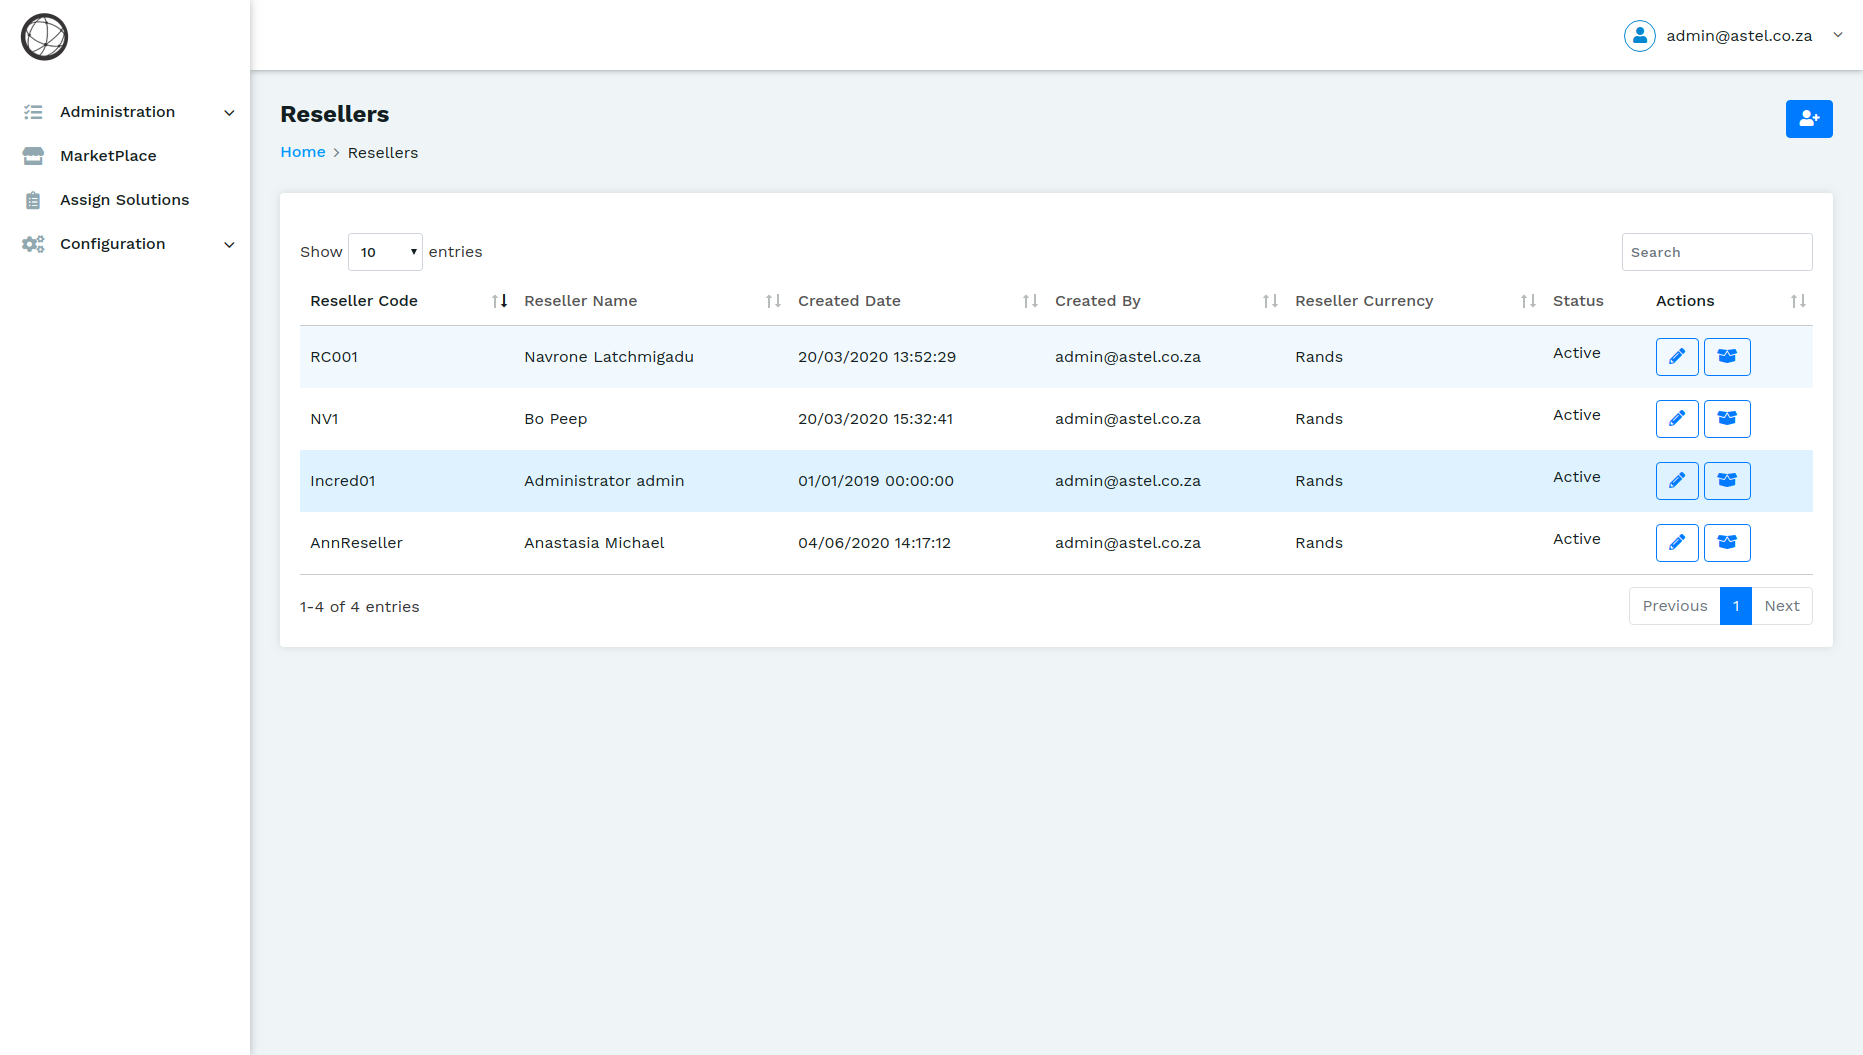 admin@astel.co.za
Administration
MarketPlace
Assign Solutions
Configuration
Resellers
Home > Resellers
Show 10 entries
Search
Reseller Code Reseller Name Created Date Created By Reseller Currency Status Actions
RC001 Navrone Latchmigadu 20/03/2020 13:52:29 admin@astel.co.za Rands Active
NV1 Bo Peep 20/03/2020 15:32:41 admin@astel.co.za Rands Active
Incred01 Administrator admin 01/01/2019 00:00:00 admin@astel.co.za Rands Active
AnnReseller Anastasia Michael 04/06/2020 14:17:12 admin@astel.co.za Rands Active
1-4 of 4 entries
Previous 1 Next